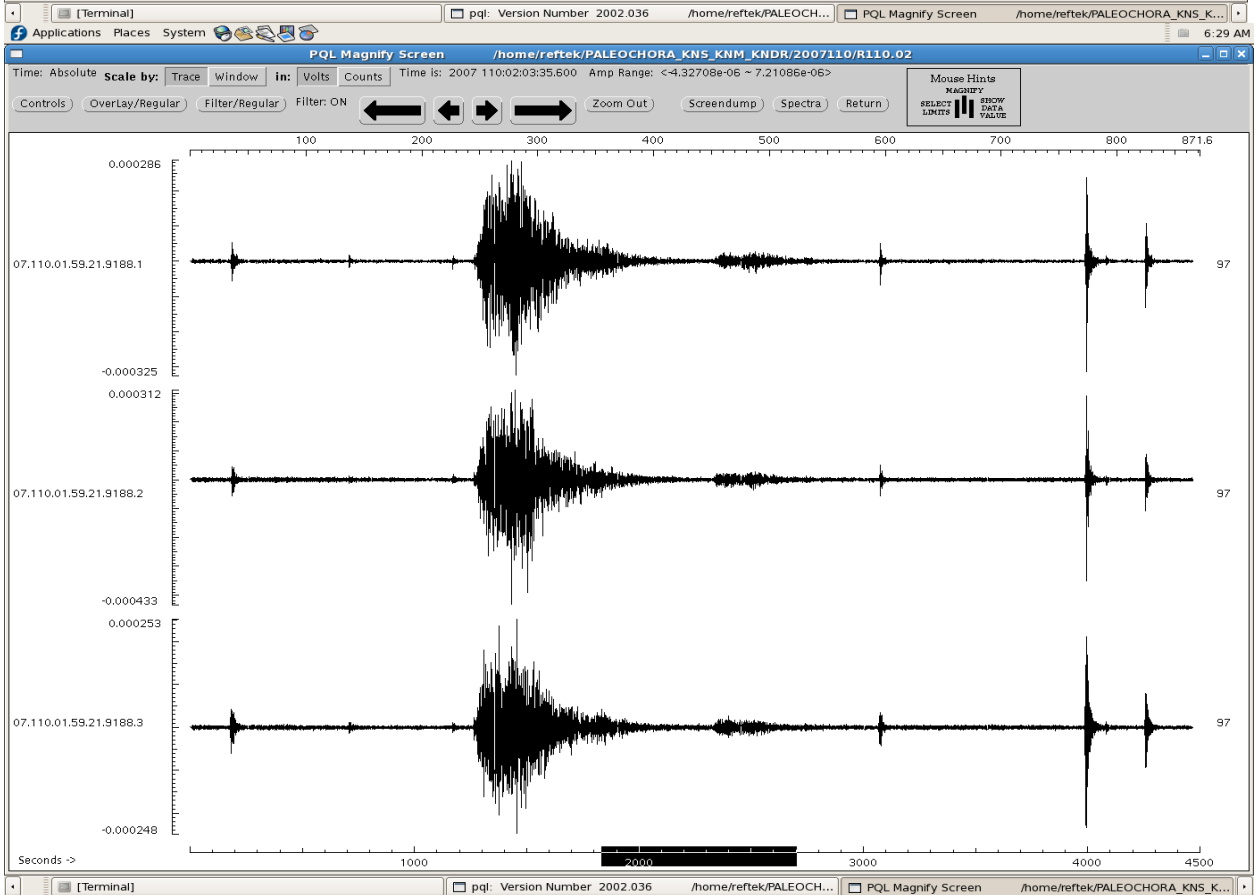 [Terminal] pql: Version Number 2002.036 /home/reftek/PALEOCH... PQL Magnify Screen /home/reftek/PALEOCHORA_KNS_K...
Applications Places System 6:29 AM
PQL Magnify Screen /home/reftek/PALEOCHORA_KNS_KNM_KNDR/2007110/R110.02
Time: Absolute Scale by: Trace Window in: Volts Counts Time is: 2007 110:02:03:35.600 Amp Range: <-4.32708e-06 ~ 7.21086e-06>
Controls OverLay/Regular Filter/Regular Filter: ON Zoom Out Screendump Spectra Return
Mouse Hints
MAGNIFY
SELECT LIMITS
SHOW DATA VALUE
100 200 300 400 500 600 700 800 871.6
0.000286
07.110.01.59.21.9188.1 97
-0.000325
0.000312
07.110.01.59.21.9188.2 97
-0.000433
0.000253
07.110.01.59.21.9188.3 97
-0.000248
Seconds -> 1000 2000 3000 4000 4500
[Terminal] pql: Version Number 2002.036 /home/reftek/PALEOCH... PQL Magnify Screen /home/reftek/PALEOCHORA_KNS_K...